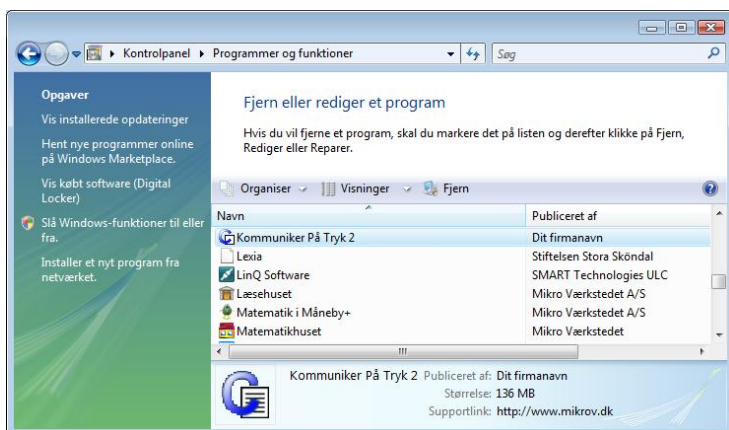 Kontrolpanel Programmer og funktioner Søg
Opgaver
Vis installerede opdateringer
Hent nye programmer online
på Windows Marketplace.
Vis købt software (Digital
Locker)
Slå Windows-funktioner til eller
fra.
Installer et nyt program fra
netværket.
Fjern eller rediger et program
Hvis du vil fjerne et program, skal du markere det på listen og derefter klikke på Fjern,
Rediger eller Reparer.
Organiser Visninger Fjern
Navn Publiceret af
Kommuniker På Tryk 2 Dit firmanavn
Lexia Stiftelsen Stora Sköndal
LinQ Software SMART Technologies ULC
Læsehuset Mikro Værkstedet A/S
Matematik i Måneby+ Mikro Værkstedet A/S
Matematikhuset Mikro Værkstedet
Kommuniker På Tryk 2 Publiceret af: Dit firmanavn
Størrelse: 136 MB
Supportlink: http://www.mikrov.dk